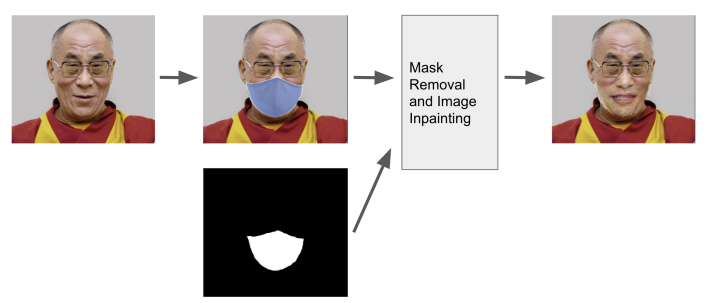 Mask
Removal
and Image
Inpainting